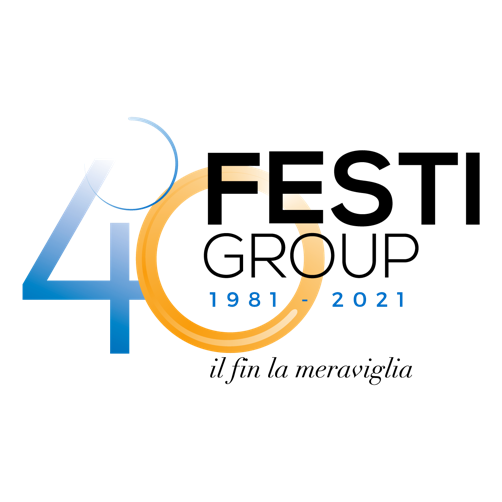 40
FESTI
GROUP
1981 - 2021
il fin la meraviglia